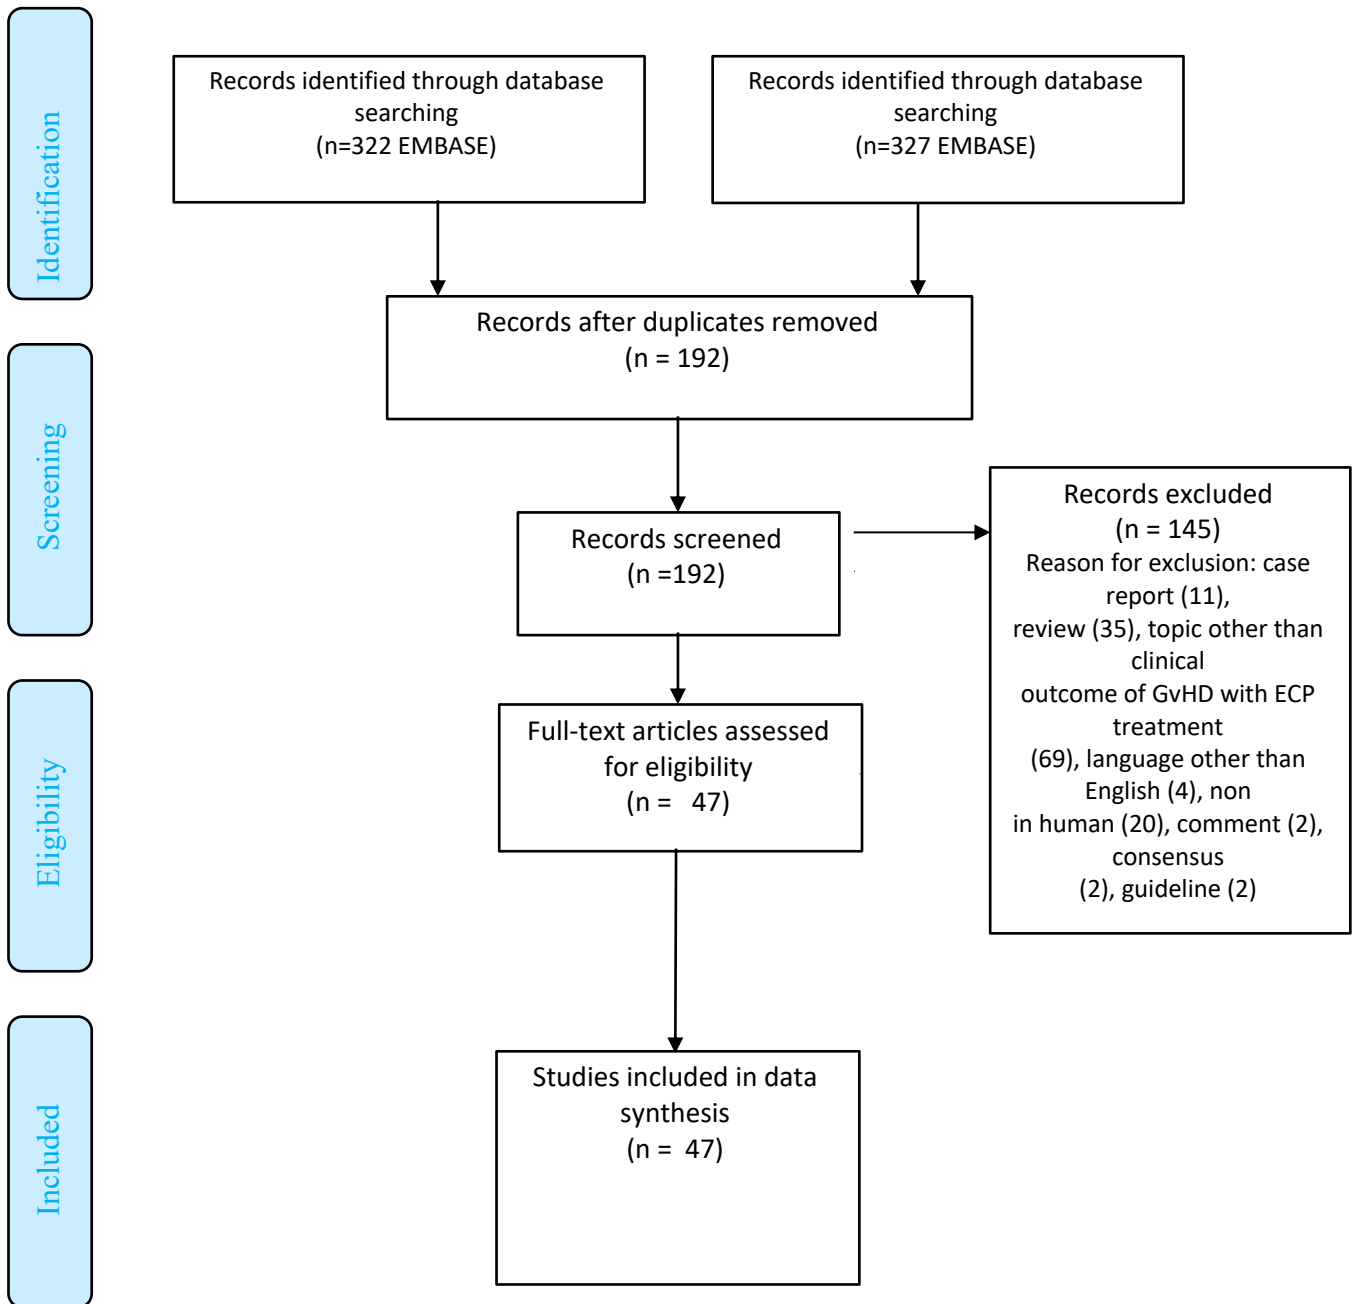 Identification
Records identified through database
searching
(n=322 EMBASE)
Records identified through database
searching
(n=327 EMBASE)
Records after duplicates removed
(n = 192)
Screening
Records screened
(n =192)
Records excluded
(n = 145)
Reason for exclusion: case
report (11),
review (35), topic other than
clinical
outcome of GvHD with ECP
treatment
(69), language other than
English (4), non
in human (20), comment (2),
consensus
(2), guideline (2)
Eligibility
Full-text articles assessed
for eligibility
(n = 47)
Included
Studies included in data
synthesis
(n = 47)